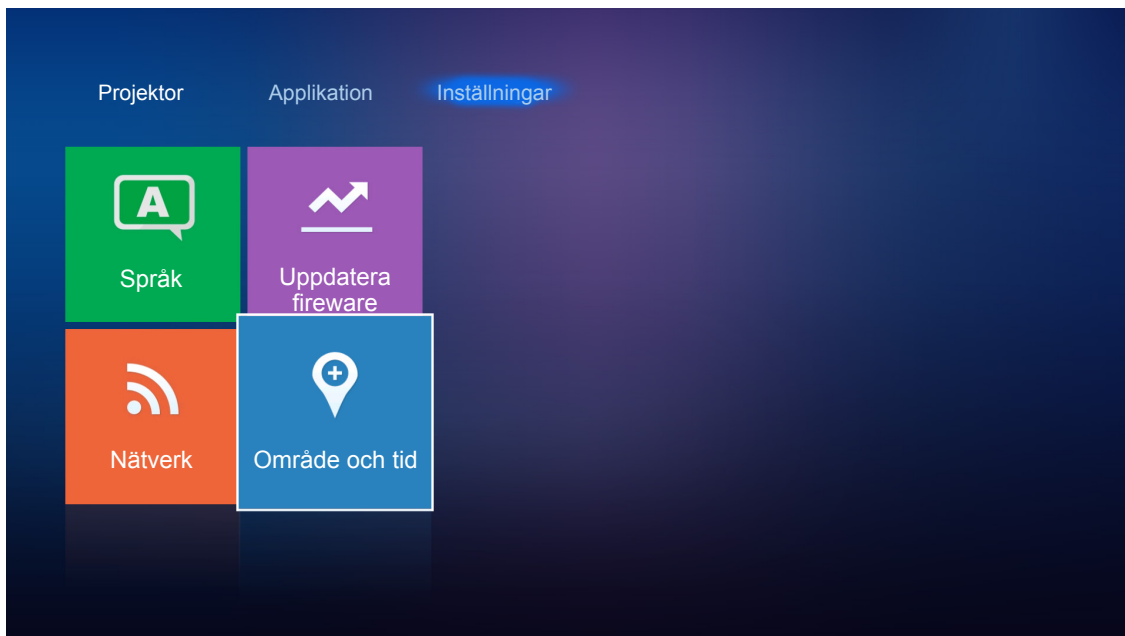 Projektor Applikation Inställningar
A
Språk
Uppdatera
fireware
Nätverk
Område och tid